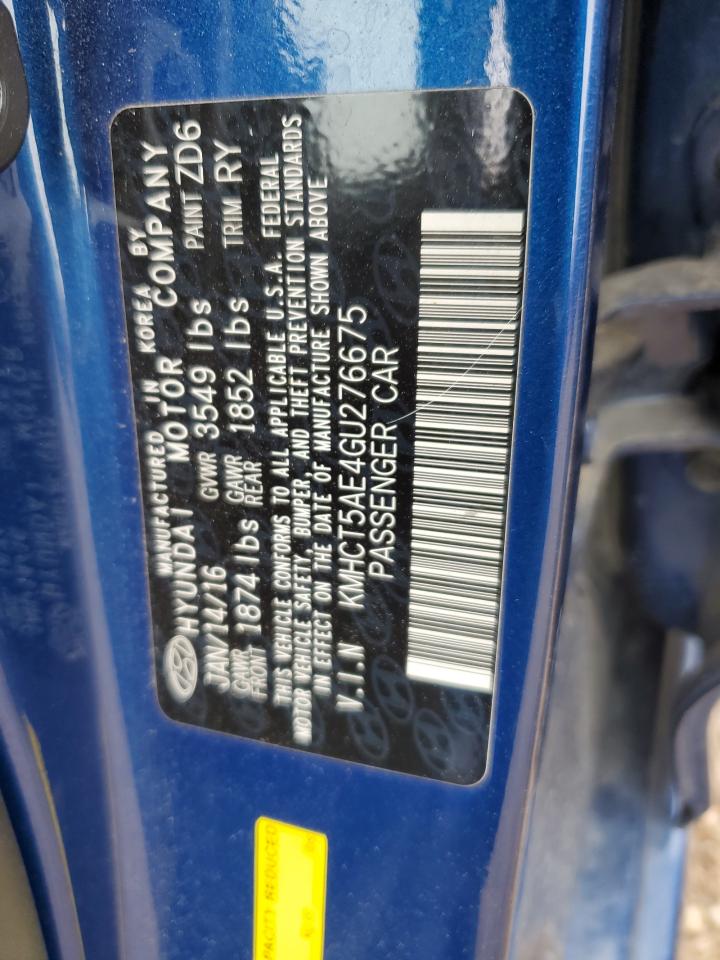 MANUFACTURED IN KOREA BY
HYUNDAI MOTOR COMPANY
JAN/14/16 GVWR 3549 lbs PAINT ZD6
GAWR FRONT 1874 lbs GAWR REAR 1852 lbs TRIM RY
THIS VEHICLE CONFORMS TO ALL APPLICABLE U.S.A. FEDERAL
MOTOR VEHICLE SAFETY, BUMPER, AND THEFT PREVENTION STANDARDS
IN EFFECT ON THE DATE OF MANUFACTURE SHOWN ABOVE
V.I.N KMHCT5AE4GU276675
PASSENGER CAR
REDUCED